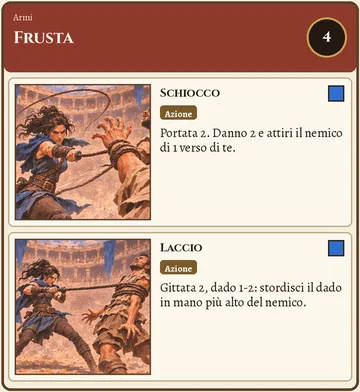 Armi
Frusta
4
Schiocco
Azione
Portata 2. Danno 2 e attiri il nemico
di 1 verso di te.
Laccio
Azione
Gittata 2, dado 1-2: stordisci il dado
in mano più alto del nemico.